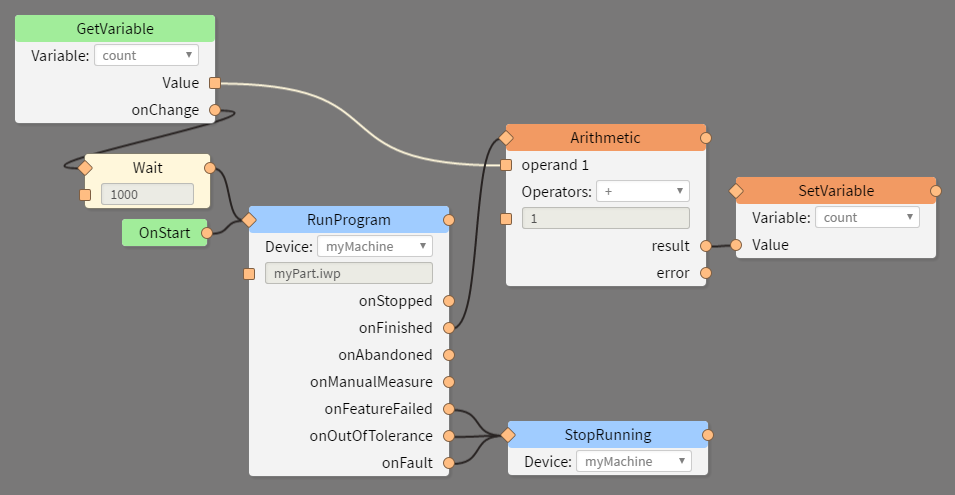 GetVariable
Variable: count
Value
onChange
Wait
1000
OnStart
RunProgram
Device: myMachine
myPart.iwp
onStopped
onFinished
onAbandoned
onManualMeasure
onFeatureFailed
onOutOfTolerance
onFault
Arithmetic
operand 1
Operators: +
1
result
error
SetVariable
Variable: count
Value
StopRunning
Device: myMachine